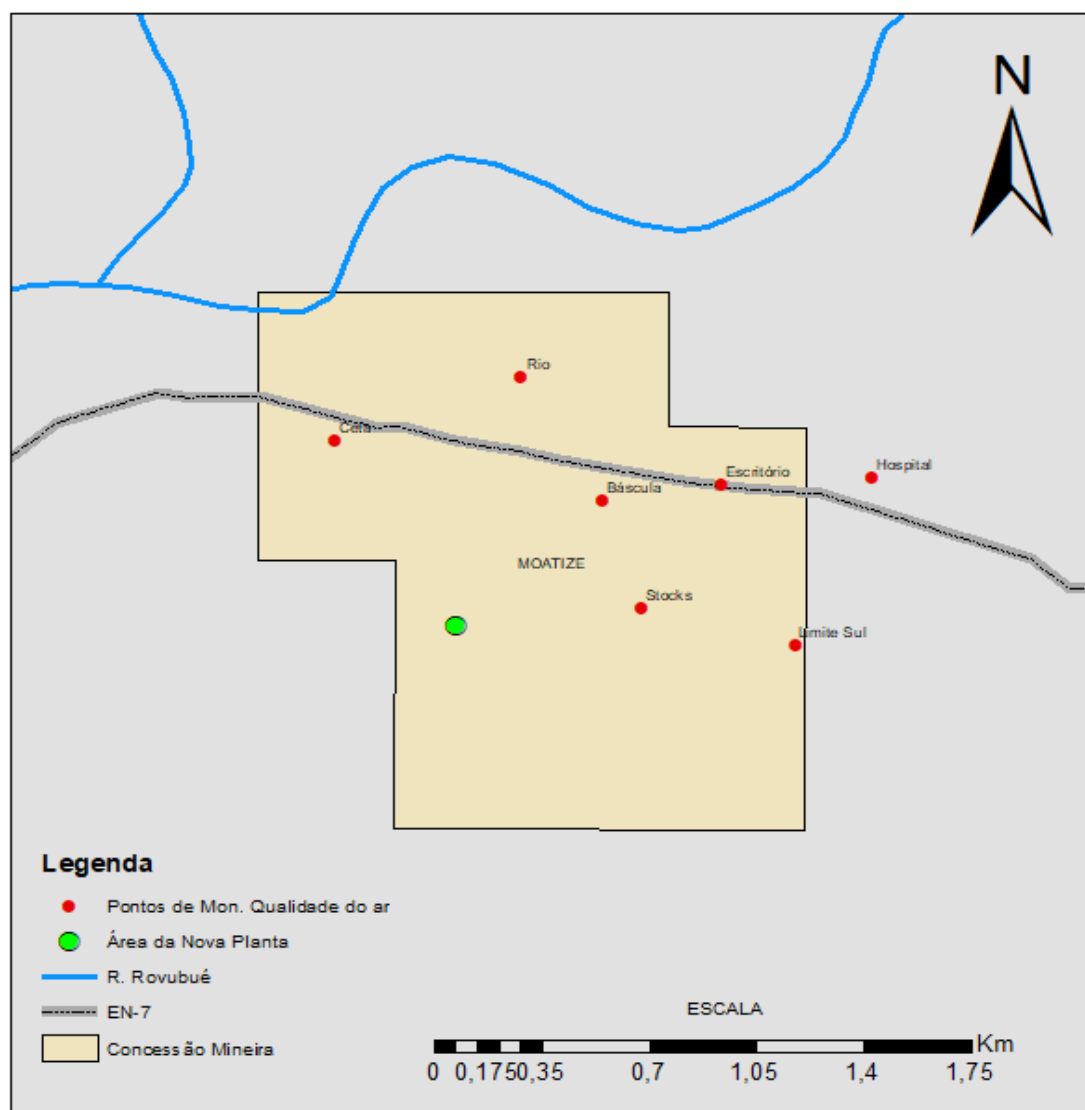 N
Rio
Escritório
Hospital
Báscula
MOATIZE
Stocks
Limite Sul
Legenda
Pontos de Mon. Qualidade do ar
Área da Nova Planta
R. Rovubué
EN-7
Concessão Mineira
ESCALA
Km
0 0,175 0,35 0,7 1,05 1,4 1,75